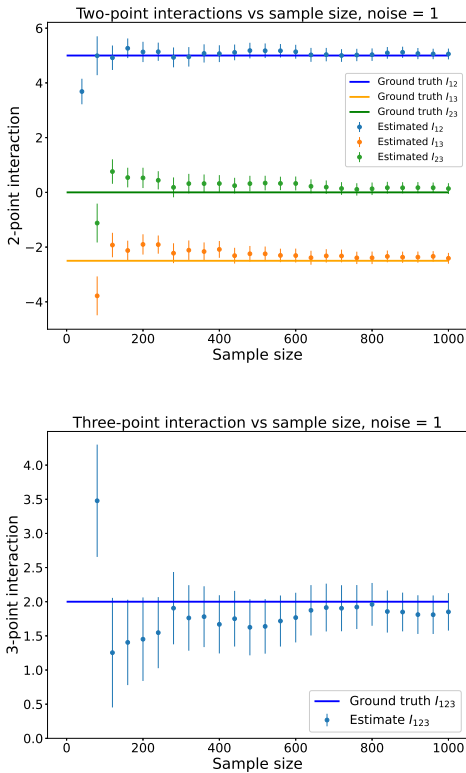 Two-point interactions vs sample size, noise = 1
6
4
2
0
−2
−4
2-point interaction
Ground truth I12
Ground truth I13
Ground truth I23
Estimated I12
Estimated I13
Estimated I23
0 200 400 600 800 1000
Sample size
Three-point interaction vs sample size, noise = 1
4.0
3.5
3.0
2.5
2.0
1.5
1.0
0.5
0.0
3-point interaction
Ground truth I123
Estimate I123
0 200 400 600 800 1000
Sample size